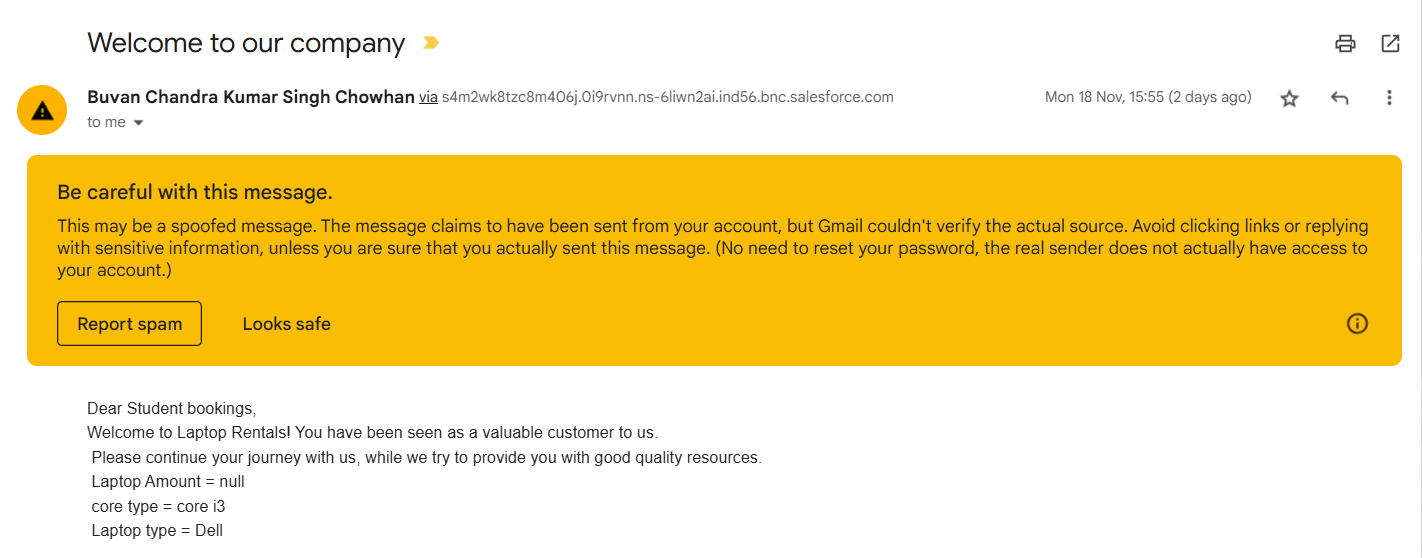 Welcome to our company
Buvan Chandra Kumar Singh Chowhan via s4m2wk8tzc8m406j.0i9rvnn.ns-6liwn2ai.ind56.bnc.salesforce.com
Mon 18 Nov, 15:55 (2 days ago)
to me
Be careful with this message.
This may be a spoofed message. The message claims to have been sent from your account, but Gmail couldn't verify the actual source. Avoid clicking links or replying
with sensitive information, unless you are sure that you actually sent this message. (No need to reset your password, the real sender does not actually have access to
your account.)
Report spam
Looks safe
Dear Student bookings,
Welcome to Laptop Rentals! You have been seen as a valuable customer to us.
Please continue your journey with us, while we try to provide you with good quality resources.
Laptop Amount = null
core type = core i3
Laptop type = Dell